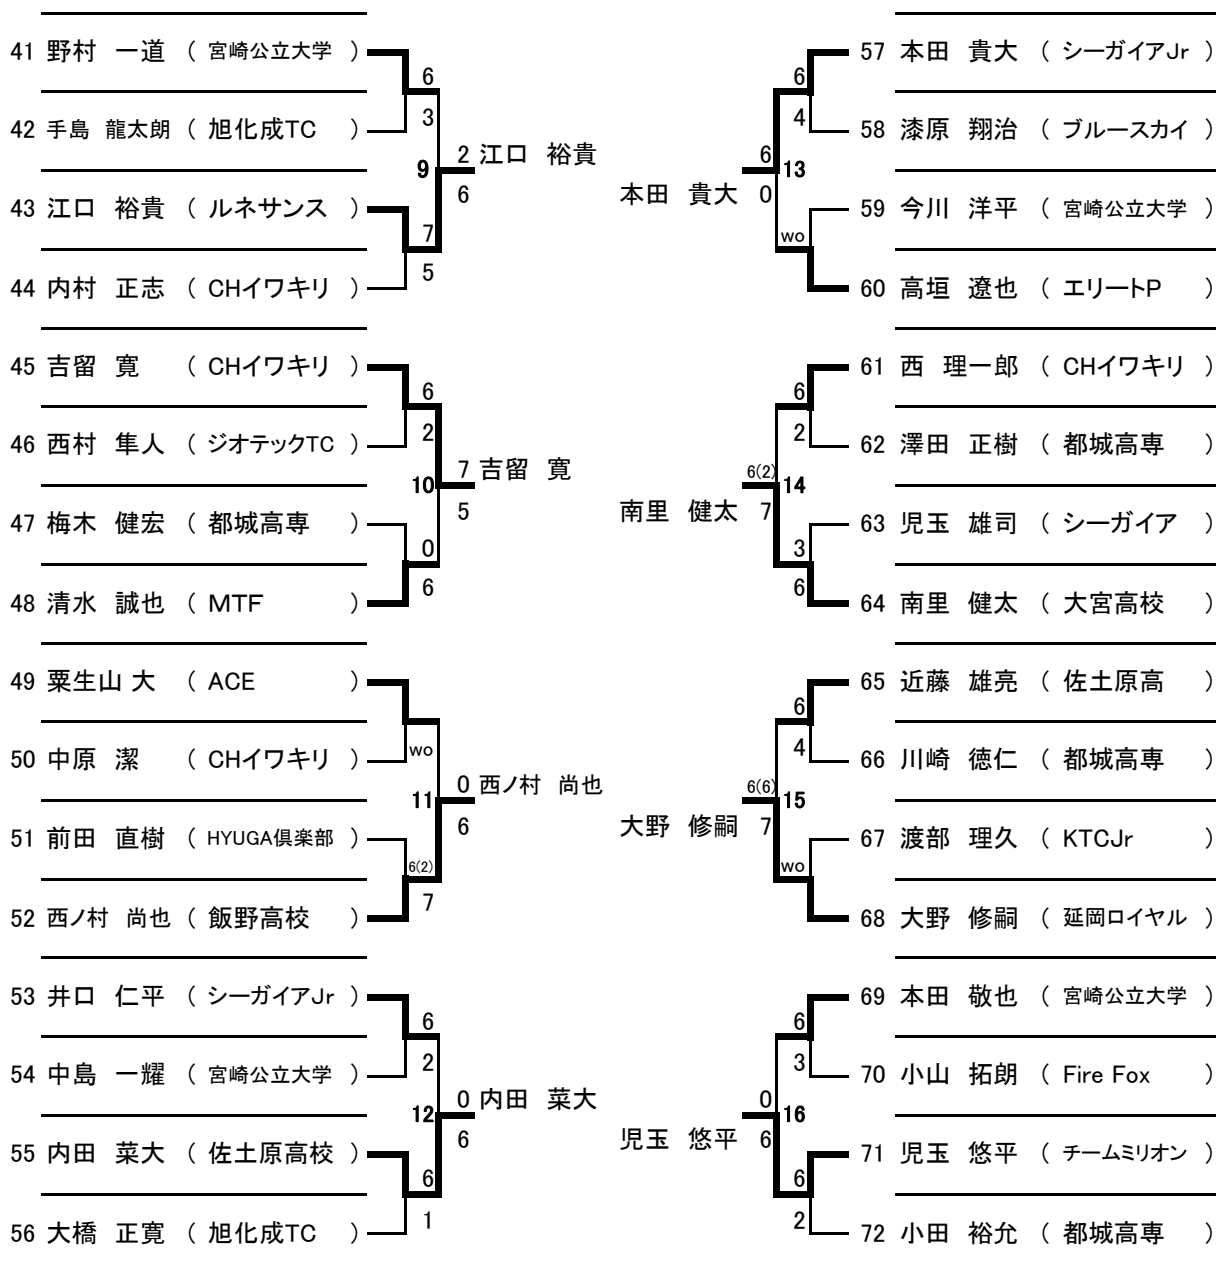 41 野村 一道 ( 宮崎公立大学 )
6
3
42 手島 龍太朗 ( 旭化成TC )
9
2 江口 裕貴
6
43 江口 裕貴 ( ルネサンス )
7
5
44 内村 正志 ( CHイワキリ )
45 吉留 寛 ( CHイワキリ )
6
2
46 西村 隼人 ( ジオテックTC )
10
7 吉留 寛
5
47 梅木 健宏 ( 都城高専 )
0
6
48 清水 誠也 ( MTF )
49 粟生山 大 ( ACE )
wo
50 中原 潔 ( CHイワキリ )
11
0 西ノ村 尚也
6
51 前田 直樹 ( HYUGA倶楽部 )
6(2)
7
52 西ノ村 尚也 ( 飯野高校 )
53 井口 仁平 ( シーガイアJr )
6
2
54 中島 一耀 ( 宮崎公立大学 )
12
0 内田 菜大
6
55 内田 菜大 ( 佐土原高校 )
6
1
56 大橋 正寛 ( 旭化成TC )
57 本田 貴大 ( シーガイアJr )
6
4
58 漆原 翔治 ( ブルースカイ )
6
13
本田 貴大 0
59 今川 洋平 ( 宮崎公立大学 )
wo
60 高垣 遼也 ( エリートP )
61 西 理一郎 ( CHイワキリ )
6
2
62 澤田 正樹 ( 都城高専 )
6(2)
14
南里 健太 7
63 児玉 雄司 ( シーガイア )
3
6
64 南里 健太 ( 大宮高校 )
65 近藤 雄亮 ( 佐土原高 )
6
4
66 川崎 徳仁 ( 都城高専 )
6(6)
15
大野 修嗣 7
67 渡部 理久 ( KTCJr )
wo
68 大野 修嗣 ( 延岡ロイヤル )
69 本田 敬也 ( 宮崎公立大学 )
6
3
70 小山 拓朗 ( Fire Fox )
0
16
児玉 悠平 6
71 児玉 悠平 ( チームミリオン )
6
2
72 小田 裕允 ( 都城高専 )